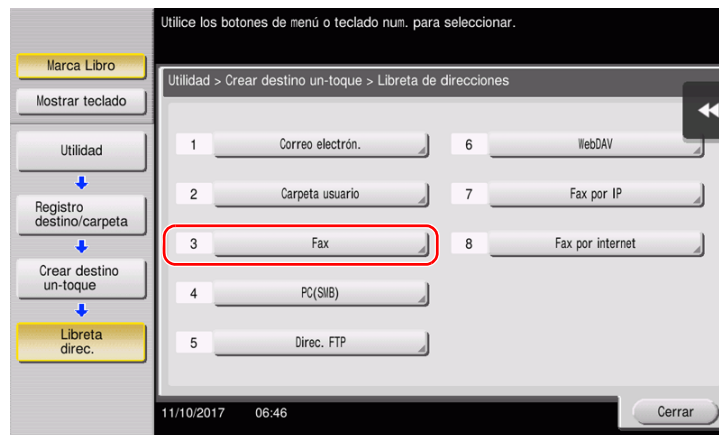 Utilice los botones de menú o teclado num. para seleccionar.
Marca Libro
Mostrar teclado
Utilidad
Registro
destino/carpeta
Crear destino
un-toque
Libreta
direc.
Utilidad > Crear destino un-toque > Libreta de direcciones
1 Correo electrón.
6 WebDAV
2 Carpeta usuario
7 Fax por IP
3 Fax
8 Fax por internet
4 PC(SMB)
5 Direc. FTP
11/10/2017 06:46
Cerrar